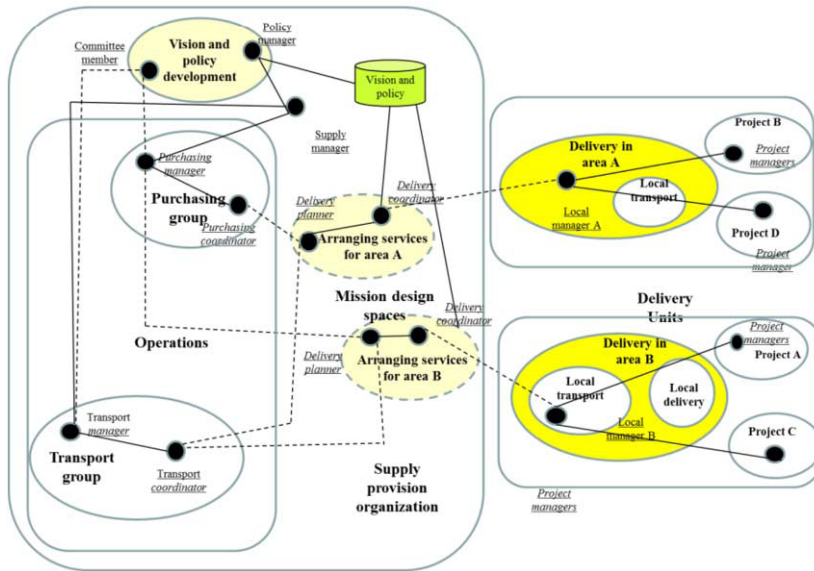 Policy
manager
Committee
member
Vision and
policy
development
Vision and
policy
Supply
manager
Purchasing
manager
Purchasing
group
Purchasing
coordinator
Delivery
planner
Delivery
coordinator
Arranging services
for area A
Mission design
spaces
Delivery
coordinator
Operations
Delivery
planner
Arranging services
for area B
Transport
manager
Transport
group
Transport
coordinator
Supply
provision
organization
Delivery in
area A
Local
transport
Local
manager A
Project B
Project
managers
Project D
Project
manager
Delivery
Units
Delivery in
area B
Local
transport
Local
delivery
Local
manager B
Project
managers
Project A
Project C
Project
managers